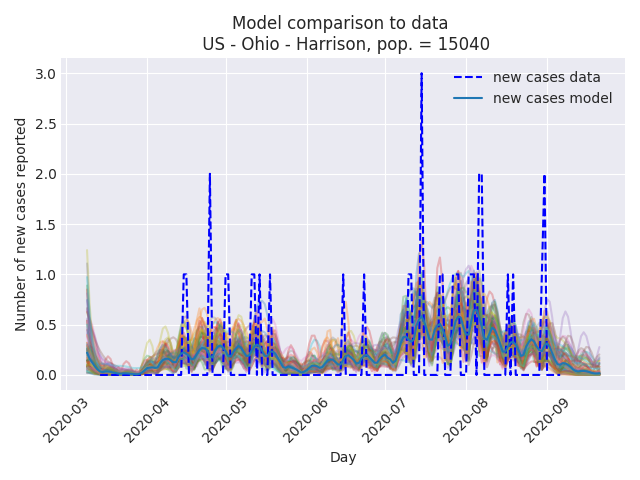 Model comparison to data
US - Ohio - Harrison, pop. = 15040
new cases data
new cases model
Number of new cases reported
3.0
2.5
2.0
1.5
1.0
0.5
0.0
2020-03
2020-04
2020-05
2020-06
2020-07
2020-08
2020-09
Day